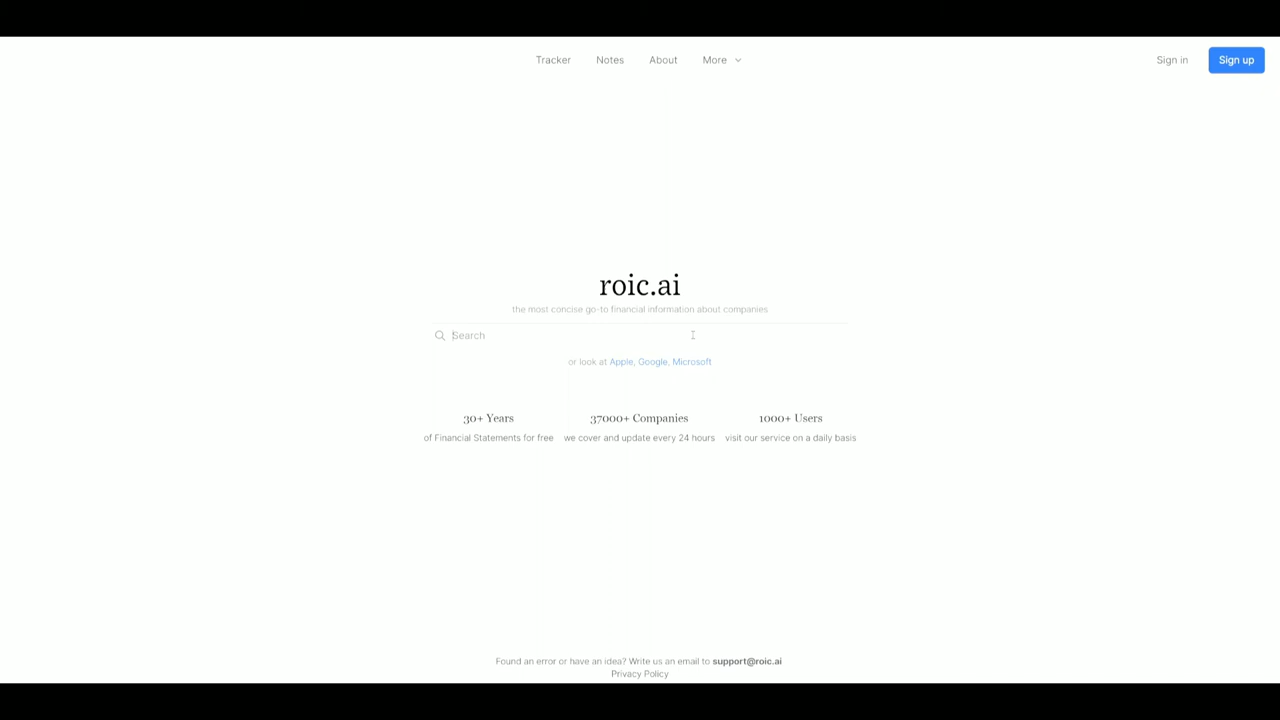 Tracker Notes About More Sign in Sign up
roic.ai
the most concise go-to financial information about companies
Search
or look at Apple, Google, Microsoft
30+ Years 37000+ Companies 1000+ Users
of Financial Statements for free we cover and update every 24 hours visit our service on a daily basis
Found an error or have an idea? Write us an email to support@roic.ai
Privacy Policy